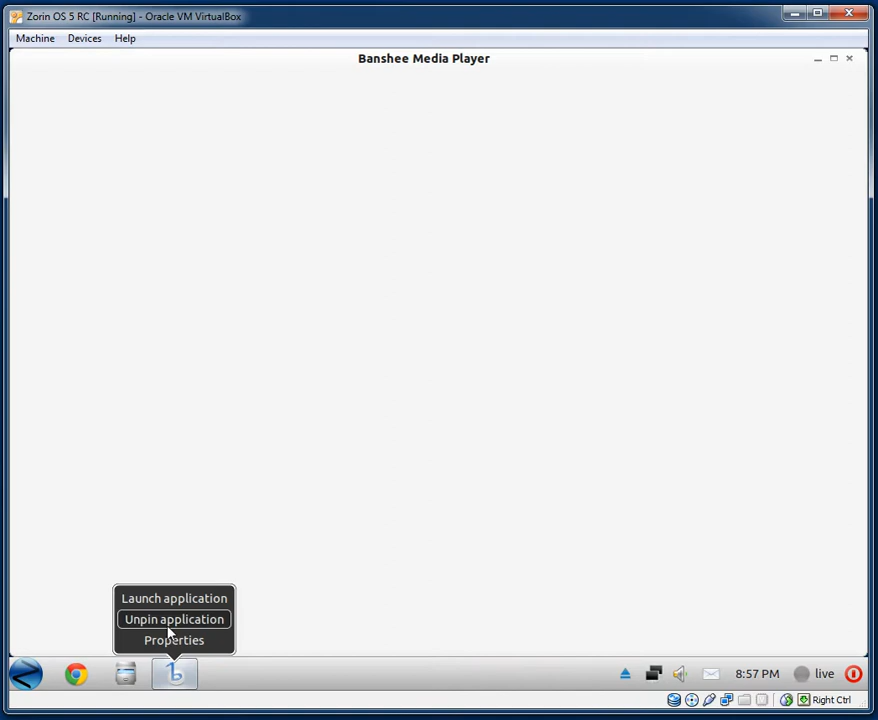 Zorin OS 5 RC [Running] - Oracle VM VirtualBox
Machine Devices Help
Banshee Media Player
Launch application
Unpin application
Properties
8:57 PM live
Right Ctrl